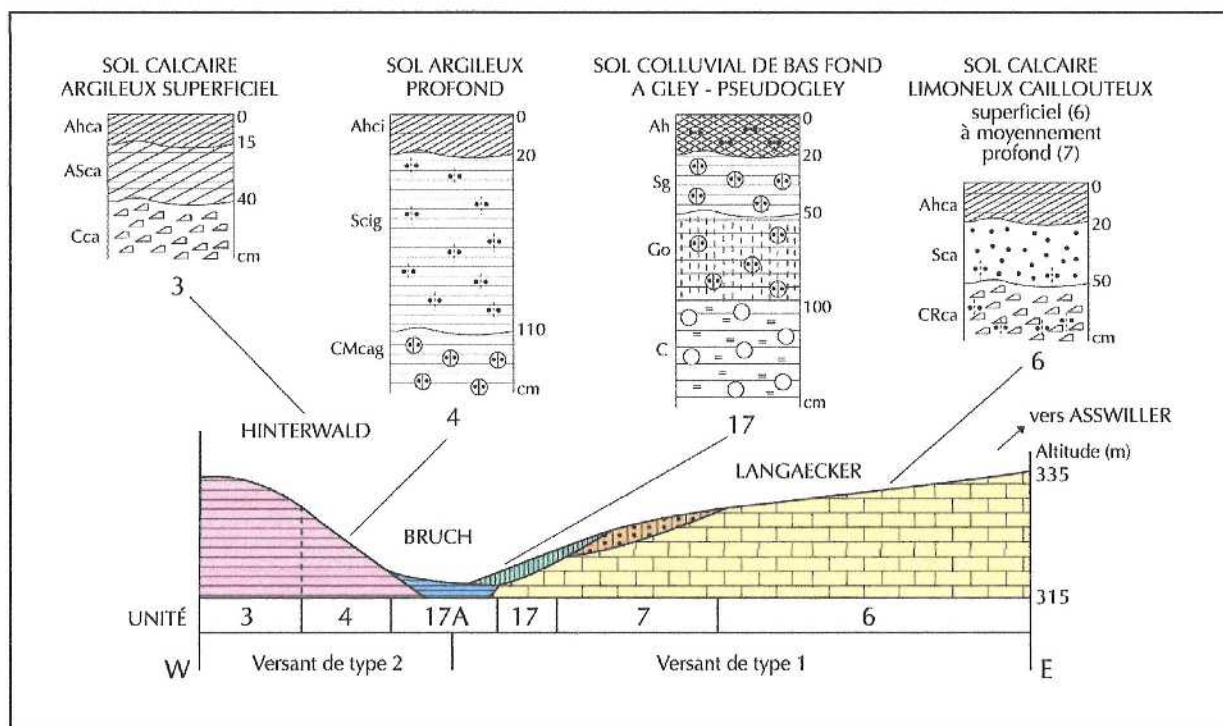 SOL CALCAIRE
ARGILEUX SUPERFICIEL
Ahca
ASca
Cca
0
15
40
cm
3
SOL ARGILEUX
PROFOND
Ahci
Scig
CMcag
0
20
110
cm
4
SOL COLLUVIAL DE BAS FOND
A GLEY - PSEUDOGLEY
Ah
Sg
Go
C
0
20
50
100
cm
17
SOL CALCAIRE
LIMONEUX CAILLOUTEUX
superficiel (6)
à moyennement
profond (7)
Ahca
Sca
CRca
0
20
50
cm
6
HINTERWALD
BRUCH
LANGAECKER
vers ASSWILLER
Altitude (m)
335
315
UNITÉ 3 4 17A 17 7 6
W Versant de type 2 Versant de type 1 E